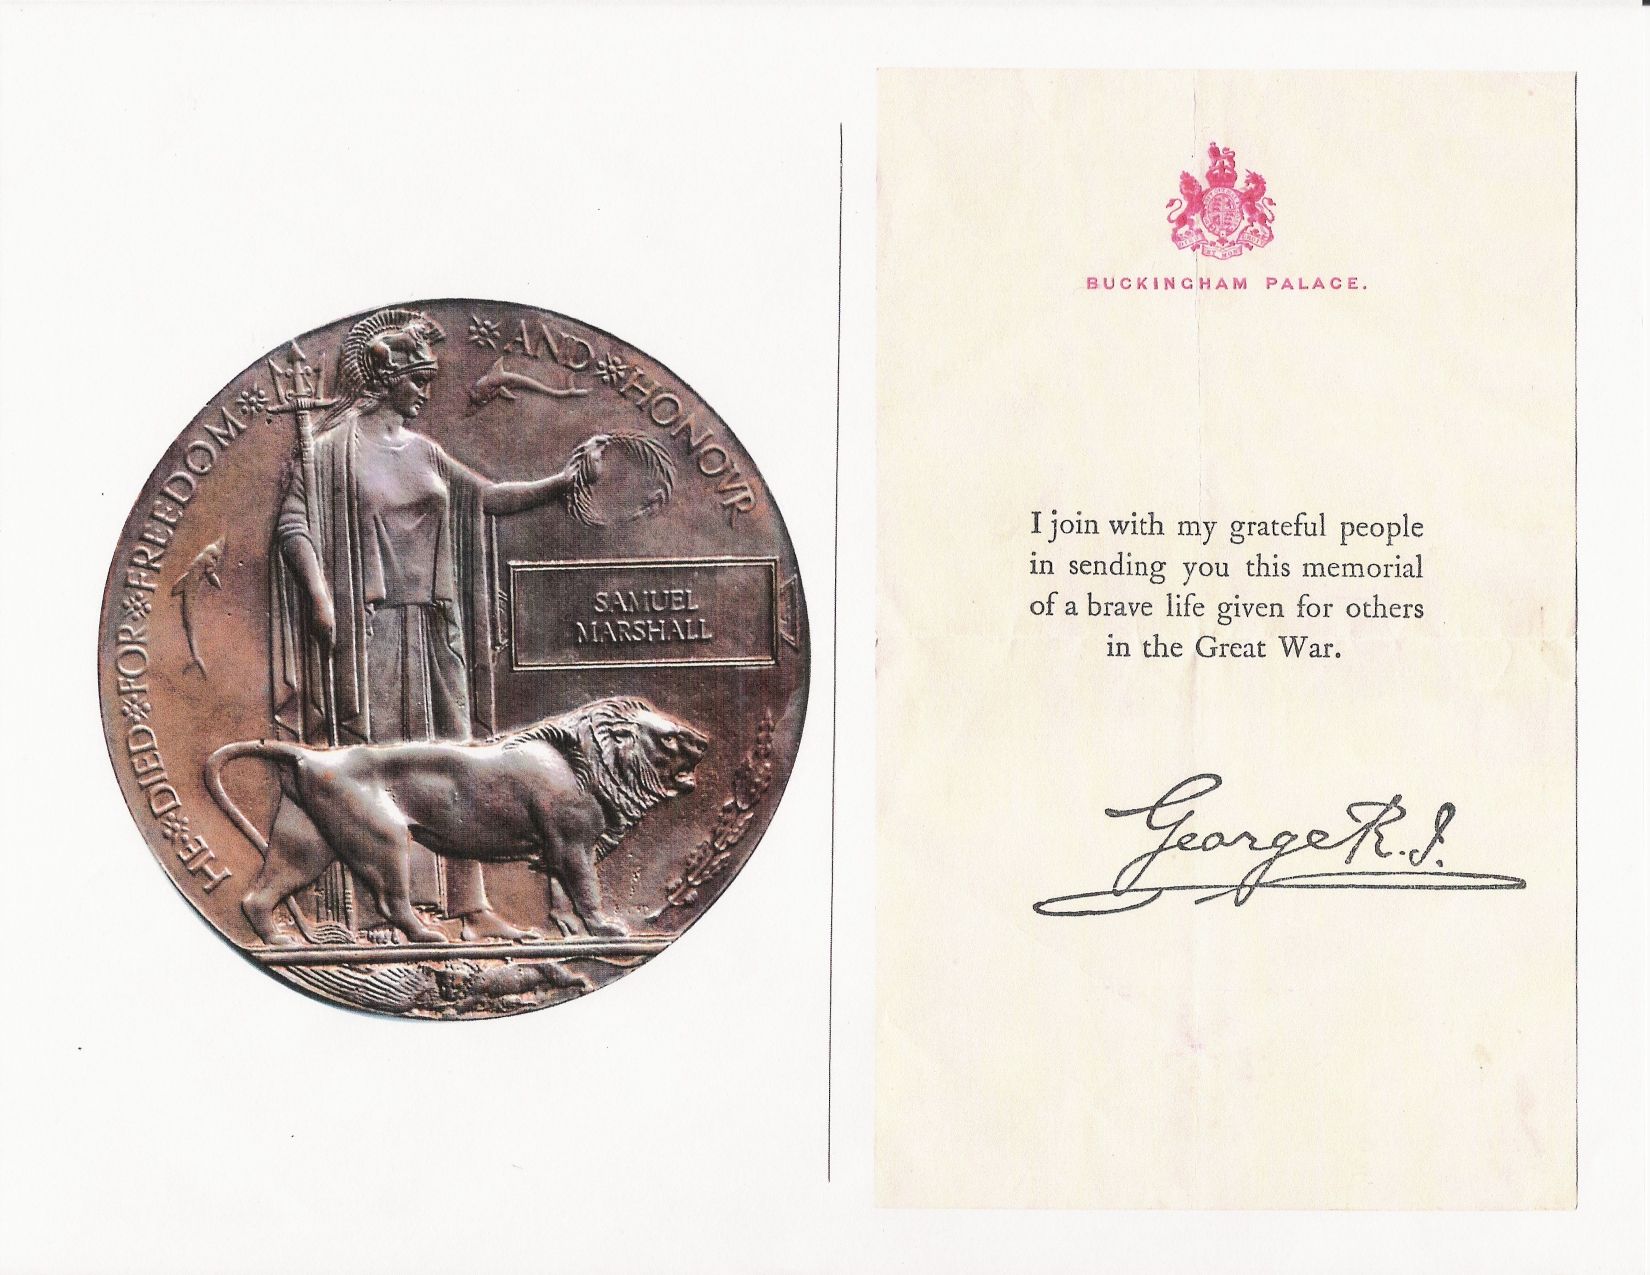 HE DIED FOR FREEDOM AND HONOVR
SAMUEL
MARSHALL
BUCKINGHAM PALACE.
I join with my grateful people
in sending you this memorial
of a brave life given for others
in the Great War.
George R.I.